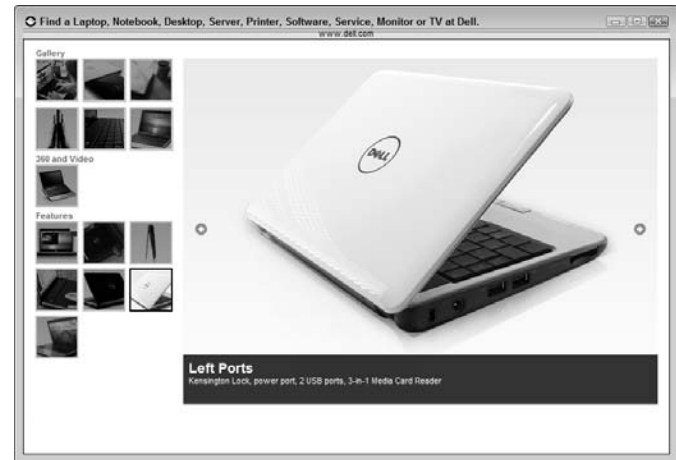 Find a Laptop, Notebook, Desktop, Server, Printer, Software, Service, Monitor or TV at Dell.
www.dell.com
Gallery
360 and Video
Features
DELL
Left Ports
Kensington Lock, power port, 2 USB ports, 3-in-1 Media Card Reader